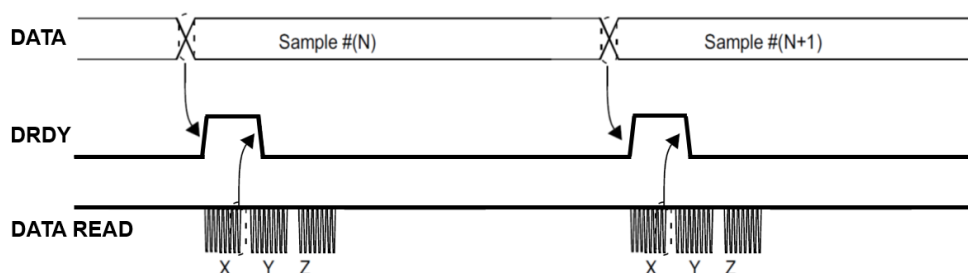 DATA
Sample #(N)
Sample #(N+1)
DRDY
DATA READ
X Y Z
X Y Z